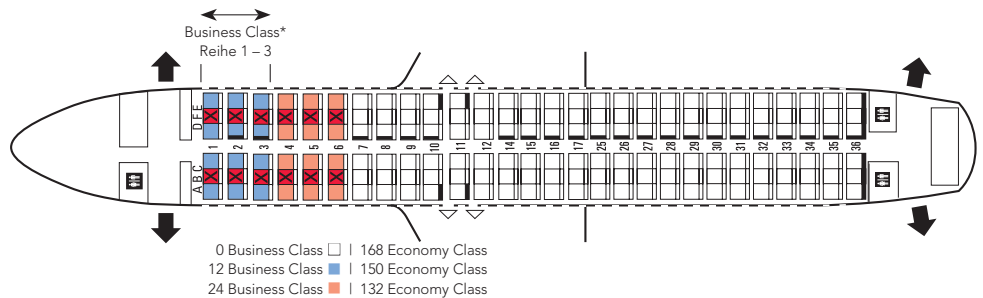 Business Class*
Reihe 1 – 3
D F E
1 2 3 4 5 6 7 8 9 10 11 12 14 15 16 17 25 26 27 28 29 30 31 32 33 34 35 36
A B C
0 Business Class | 168 Economy Class
12 Business Class | 150 Economy Class
24 Business Class | 132 Economy Class